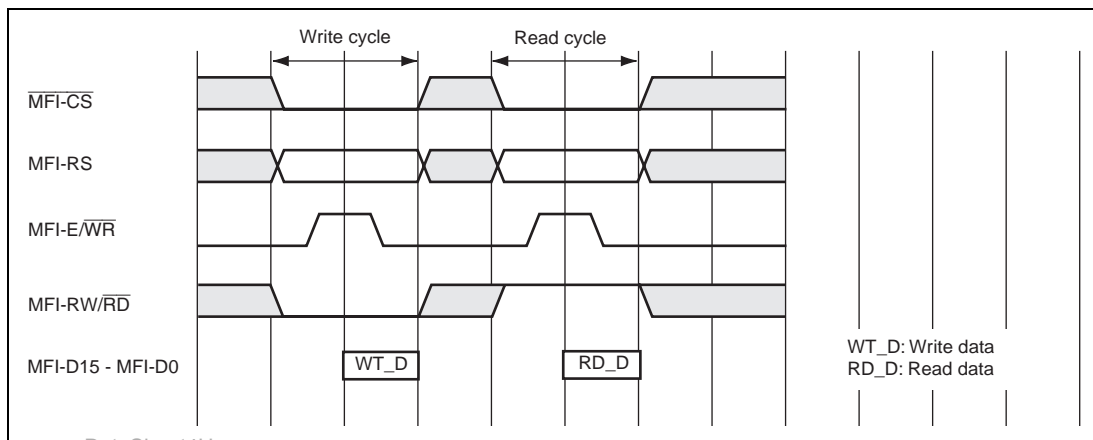 Write cycle
Read cycle
MFI-CS
MFI-RS
MFI-E/WR
MFI-RW/RD
MFI-D15 - MFI-D0
WT_D
RD_D
WT_D: Write data
RD_D: Read data